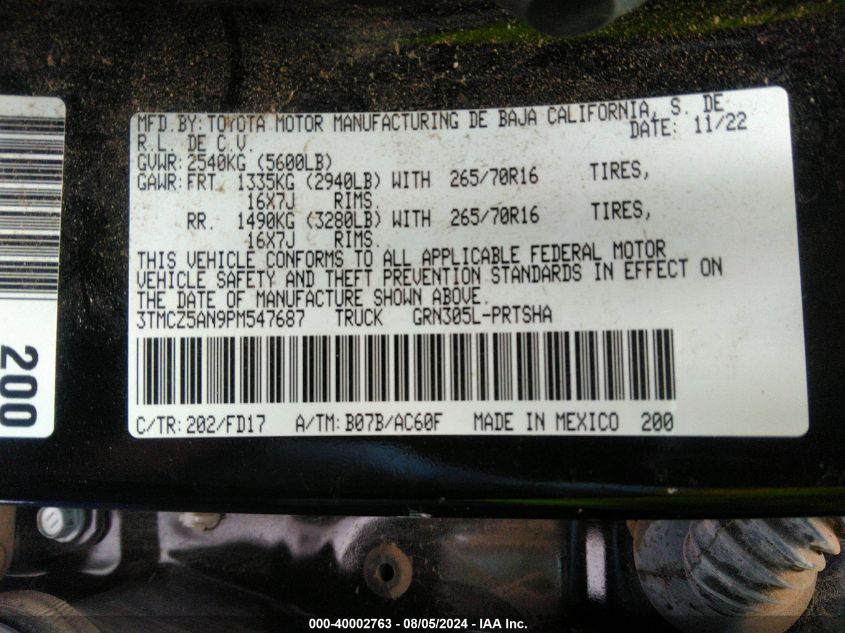 MFD.BY:TOYOTA MOTOR MANUFACTURING DE BAJA CALIFORNIA, S. DE
R.L. DE C.V. DATE: 11/22
GVWR:2540KG (5600LB)
GAWR:FRT. 1335KG (2940LB) WITH 265/70R16 TIRES,
16X7J RIMS.
RR. 1490KG (3280LB) WITH 265/70R16 TIRES,
16X7J RIMS.
THIS VEHICLE CONFORMS TO ALL APPLICABLE FEDERAL MOTOR
VEHICLE SAFETY AND THEFT PREVENTION STANDARDS IN EFFECT ON
THE DATE OF MANUFACTURE SHOWN ABOVE.
3TMCZ5AN9PM547687 TRUCK GRN305L-PRTSHA
C/TR:202/FD17 A/TM:B07B/AC60F MADE IN MEXICO 200
200
000-40002763 - 08/05/2024 - IAA Inc.